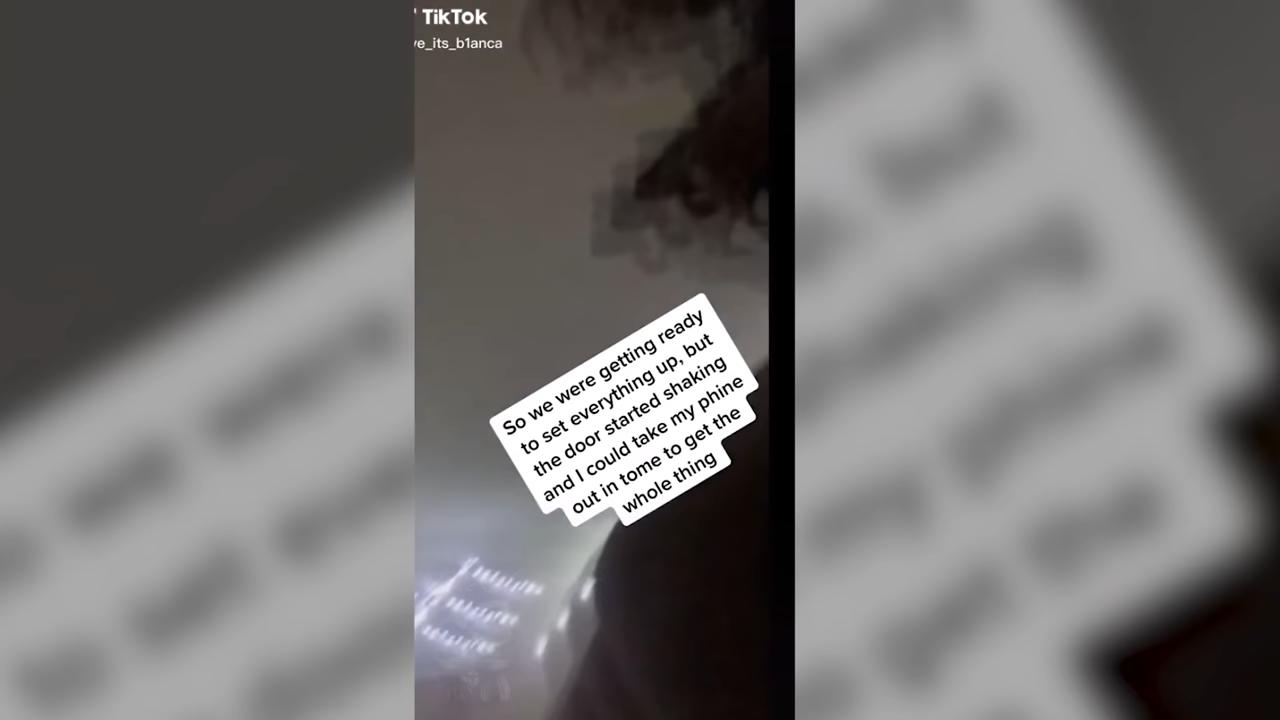 TikTok
ve_its_b1anca
So we were getting ready
to set everything up, but
the door started shaking
and I could take my phine
out in tome to get the
whole thing